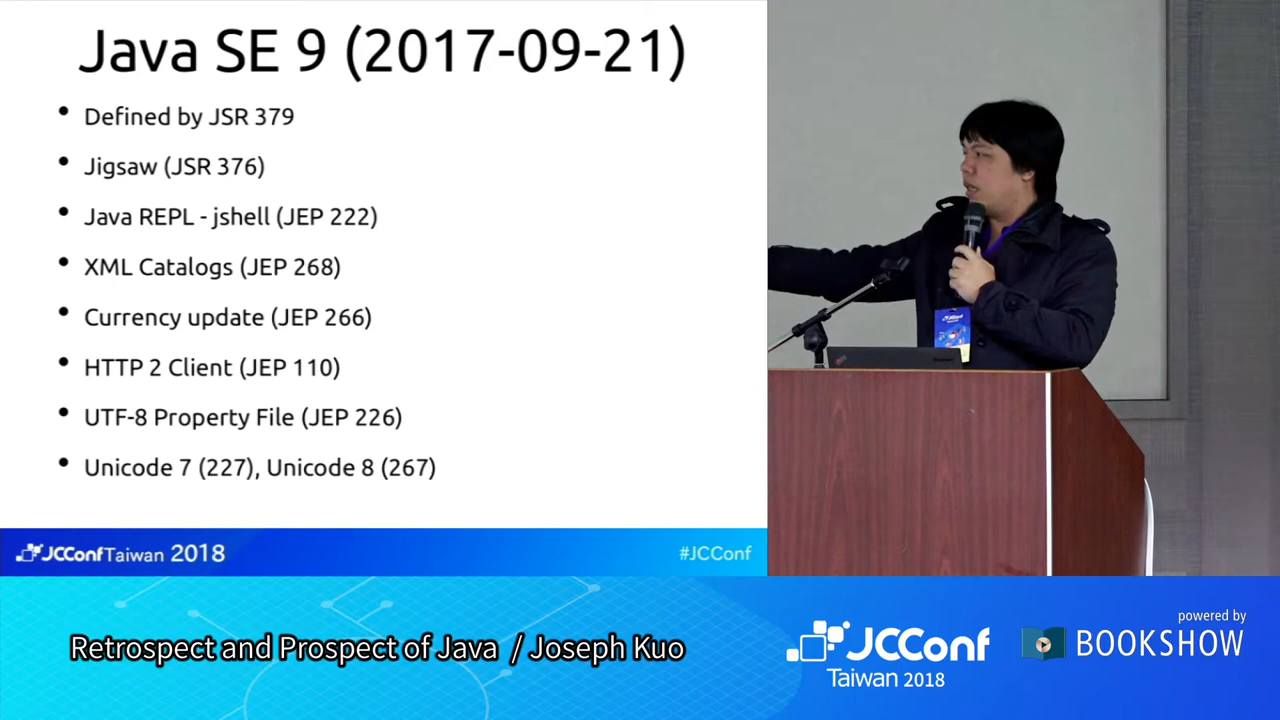 Java SE 9 (2017-09-21)
• Defined by JSR 379
• Jigsaw (JSR 376)
• Java REPL - jshell (JEP 222)
• XML Catalogs (JEP 268)
• Currency update (JEP 266)
• HTTP 2 Client (JEP 110)
• UTF-8 Property File (JEP 226)
• Unicode 7 (227), Unicode 8 (267)
JCConf Taiwan 2018
#JCConf
Retrospect and Prospect of Java / Joseph Kuo
JCConf
Taiwan 2018
powered by
BOOKSHOW